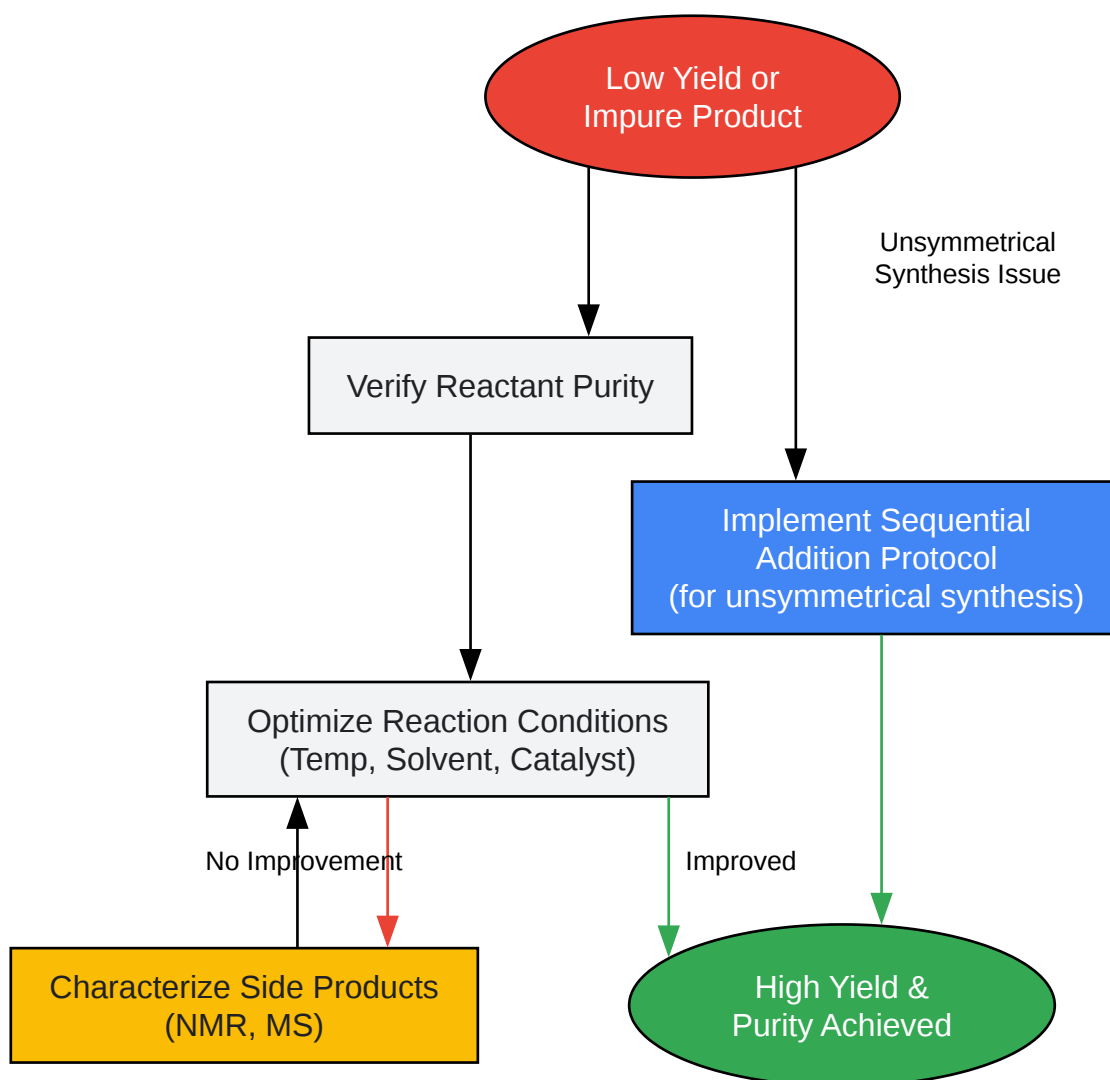 Low Yield or
Impure Product
Unsymmetrical
Synthesis Issue
Verify Reactant Purity
Implement Sequential
Addition Protocol
(for unsymmetrical synthesis)
Optimize Reaction Conditions
(Temp, Solvent, Catalyst)
No Improvement
Improved
Characterize Side Products
(NMR, MS)
High Yield &
Purity Achieved